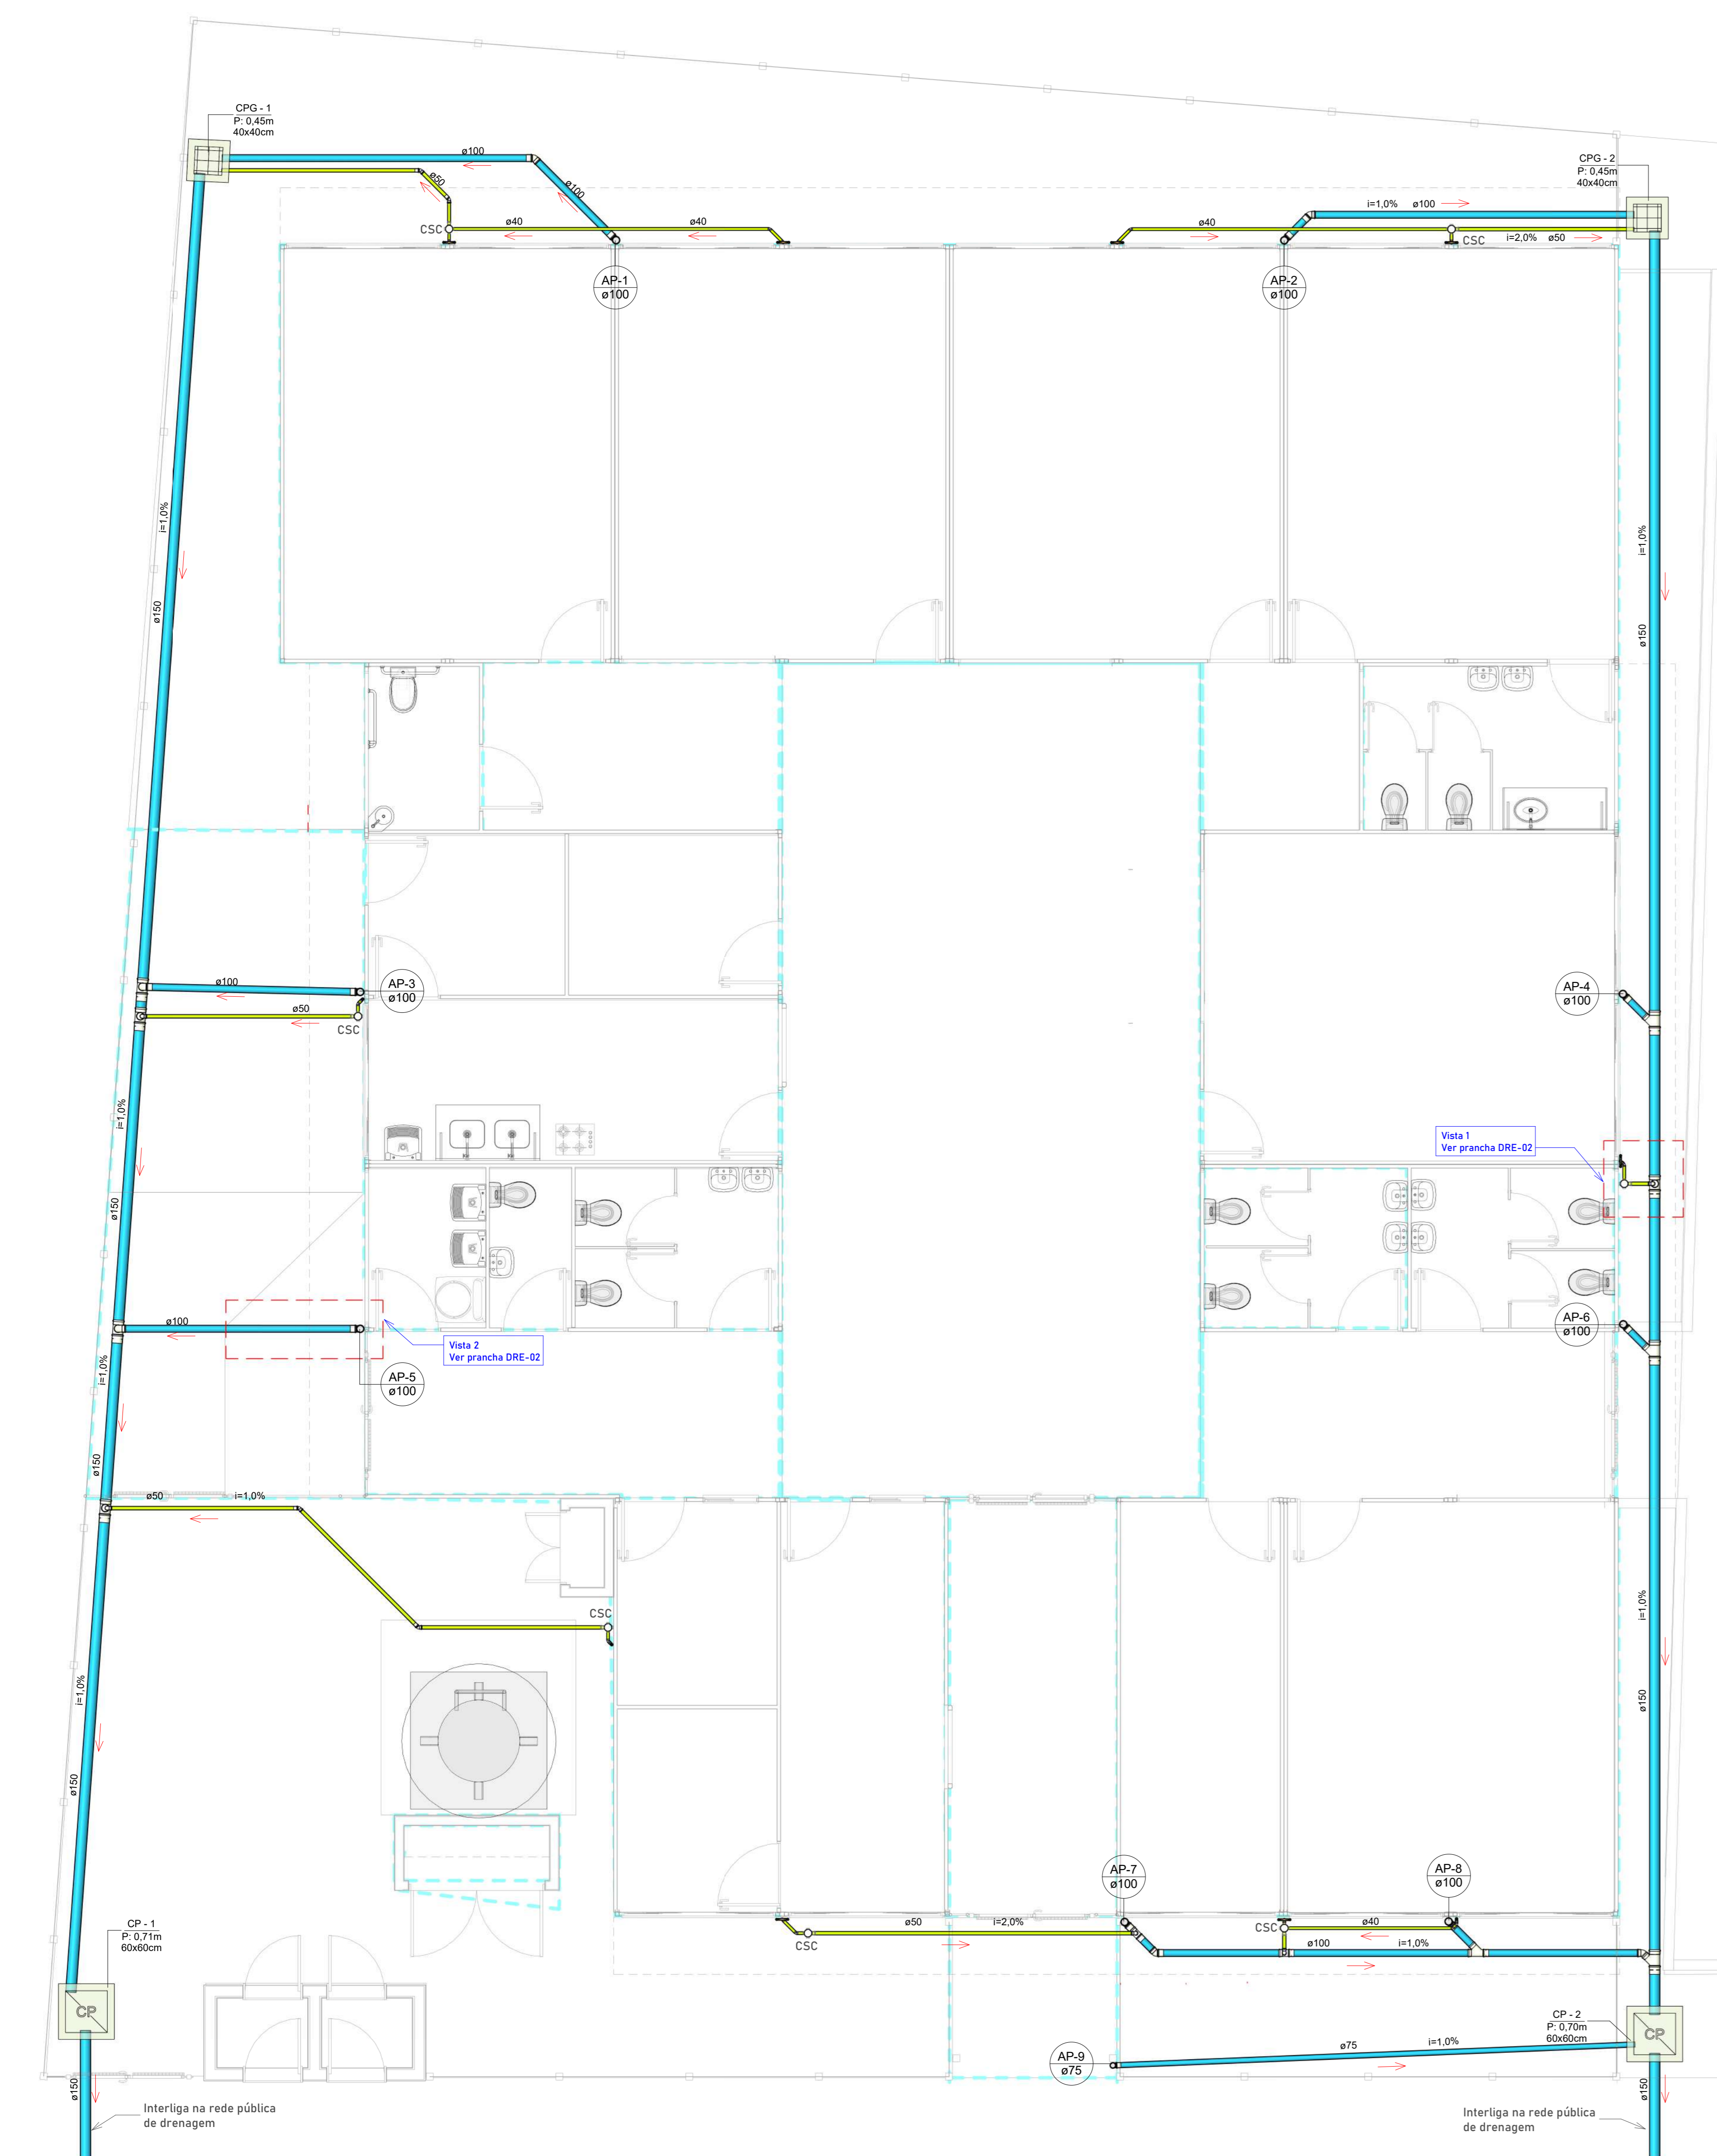 CPG - 1
P: 0,45m
40x40cm
ø100
CPG - 2
P: 0,45m
40x40cm
ø50
ø100
i=1,0% ø100
CSC
ø40
ø40
ø40
CSC
i=2,0% ø50
AP-1
ø100
AP-2
ø100
i=1,0%
ø150
i=1,0%
ø150
ø100
AP-3
ø100
AP-4
ø100
ø50
CSC
i=1,0%
ø150
Vista 1
Ver prancha DRE-02
ø100
Vista 2
Ver prancha DRE-02
AP-5
ø100
AP-6
ø100
i=1,0%
ø150
ø50
i=1,0%
CSC
i=1,0%
ø150
i=1,0%
ø150
AP-7
ø100
AP-8
ø100
CP - 1
P: 0,71m
60x60cm
CP
CSC
ø50
i=2,0%
CSC
ø40
ø100
i=1,0%
CP - 2
P: 0,70m
60x60cm
CP
AP-9
ø75
ø75
i=1,0%
ø150
ø150
Interliga na rede pública
de drenagem
Interliga na rede pública
de drenagem